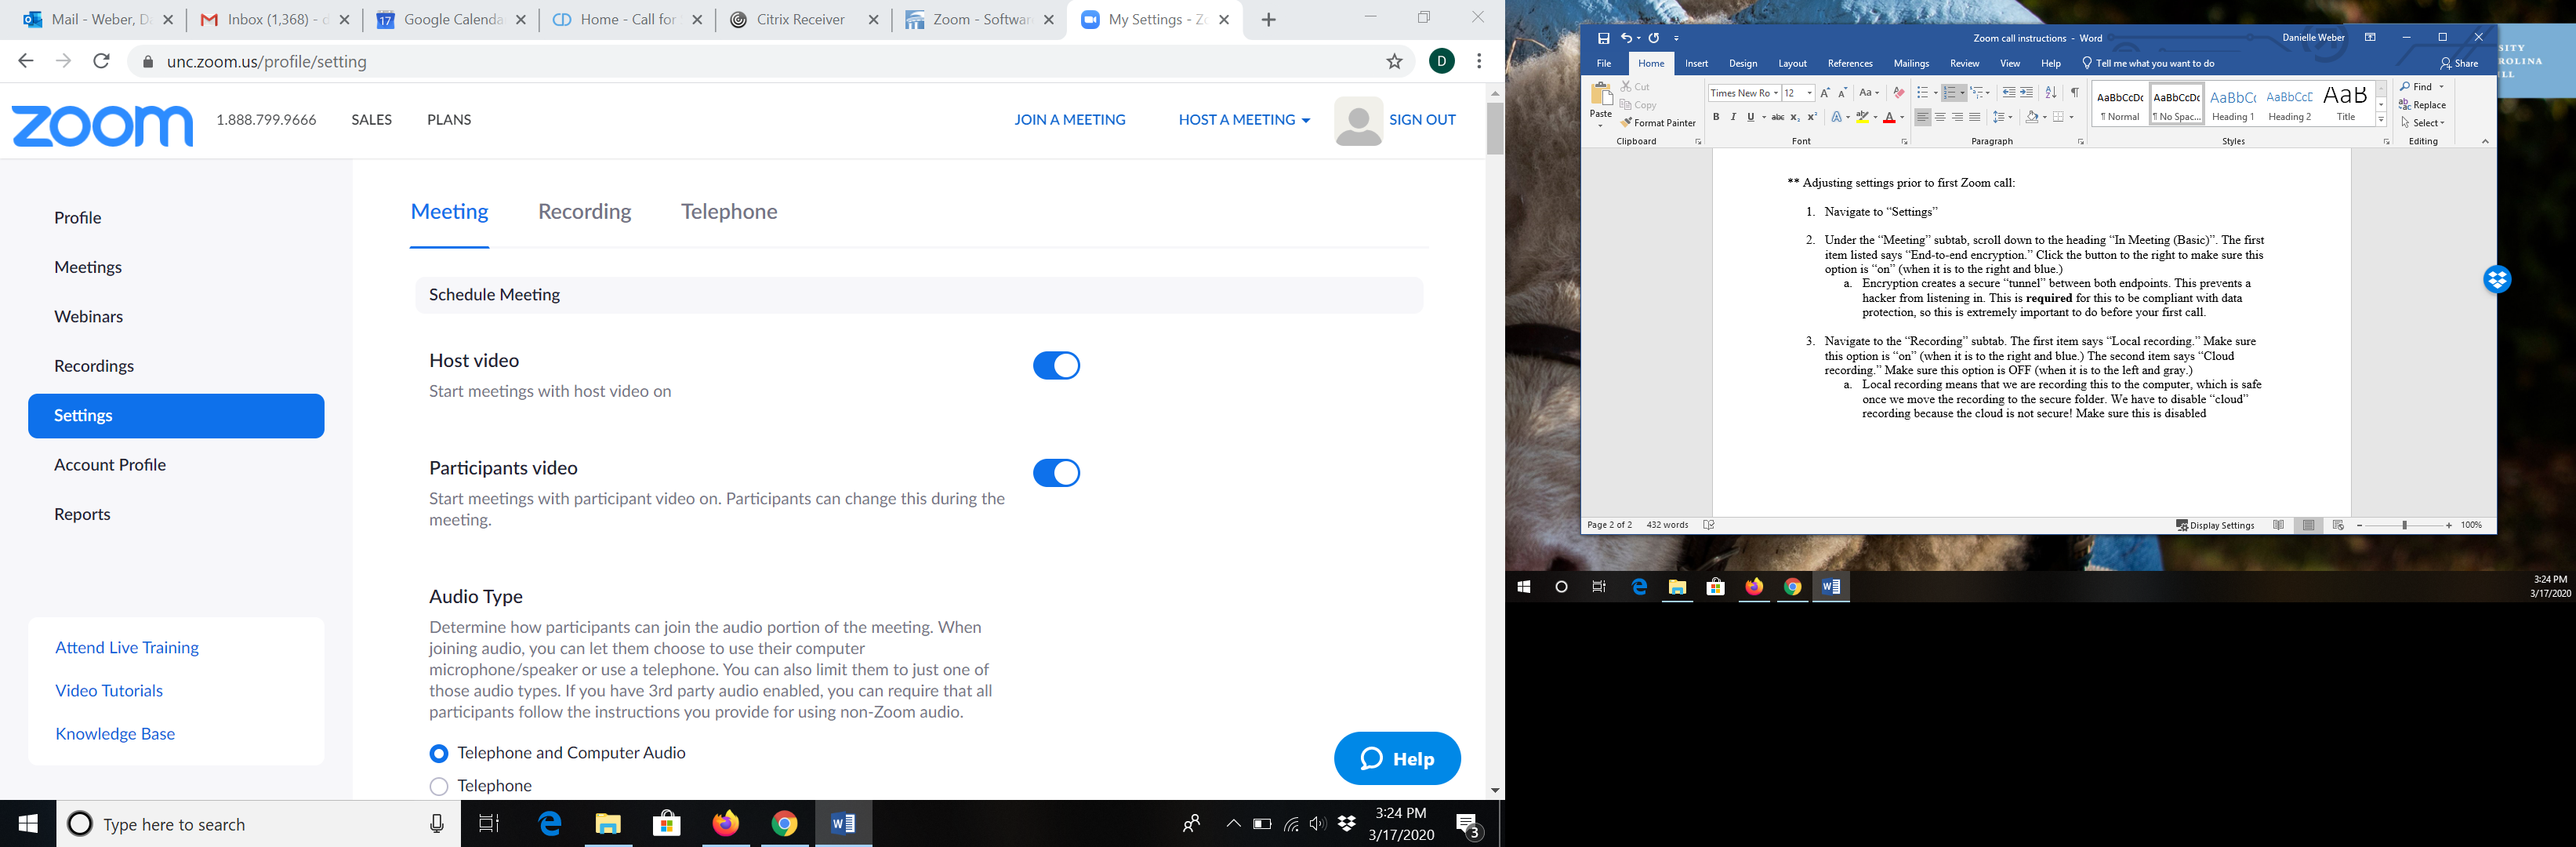 Mail - Weber, D
Inbox (1,368) - d
Google Calenda
Home - Call for
Citrix Receiver
Zoom - Softwar
My Settings - Zo
unc.zoom.us/profile/setting
D
zoom
1.888.799.9666
SALES
PLANS
JOIN A MEETING
HOST A MEETING
SIGN OUT
Profile
Meetings
Webinars
Recordings
Settings
Account Profile
Reports
Attend Live Training
Video Tutorials
Knowledge Base
Meeting
Recording
Telephone
Schedule Meeting
Host video
Start meetings with host video on
Participants video
Start meetings with participant video on. Participants can change this during the
meeting.
Audio Type
Determine how participants can join the audio portion of the meeting. When
joining audio, you can let them choose to use their computer
microphone/speaker or use a telephone. You can also limit them to just one of
those audio types. If you have 3rd party audio enabled, you can require that all
participants follow the instructions you provide for using non-Zoom audio.
Telephone and Computer Audio
Telephone
Help
Type here to search
3:24 PM
3/17/2020
3
Zoom call instructions - Word
Danielle Weber
File
Home
Insert
Design
Layout
References
Mailings
Review
View
Help
Tell me what you want to do
Share
Paste
Cut
Copy
Format Painter
Clipboard
Times New Ro
12
Font
Paragraph
AaBbCcDc
¶ Normal
AaBbCcDc
¶ No Spac...
AaBbCc
Heading 1
AaBbCcE
Heading 2
AaB
Title
Styles
Find
Replace
Select
Editing
** Adjusting settings prior to first Zoom call:
1. Navigate to “Settings”
2. Under the “Meeting” subtab, scroll down to the heading “In Meeting (Basic)”. The first
item listed says “End-to-end encryption.” Click the button to the right to make sure this
option is “on” (when it is to the right and blue.)
a. Encryption creates a secure “tunnel” between both endpoints. This prevents a
hacker from listening in. This is required for this to be compliant with data
protection, so this is extremely important to do before your first call.
3. Navigate to the “Recording” subtab. The first item says “Local recording.” Make sure
this option is “on” (when it is to the right and blue.) The second item says “Cloud
recording.” Make sure this option is OFF (when it is to the left and gray.)
a. Local recording means that we are recording this to the computer, which is safe
once we move the recording to the secure folder. We have to disable “cloud”
recording because the cloud is not secure! Make sure this is disabled
Page 2 of 2
432 words
Display Settings
100%
SITY
ROLINA
ILL
3:24 PM
3/17/2020